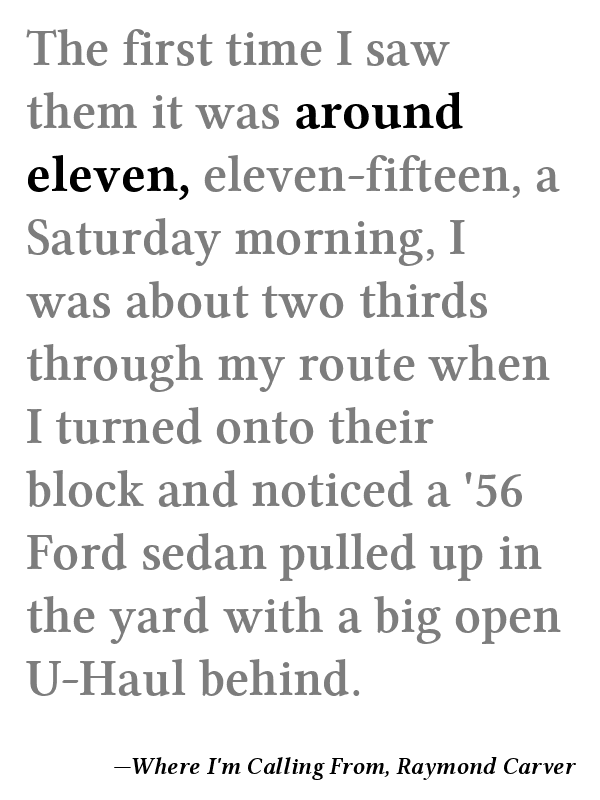 The first time I saw
them it was around
eleven, eleven-fifteen, a
Saturday morning, I
was about two thirds
through my route when
I turned onto their
block and noticed a '56
Ford sedan pulled up in
the yard with a big open
U-Haul behind.
—Where I'm Calling From, Raymond Carver